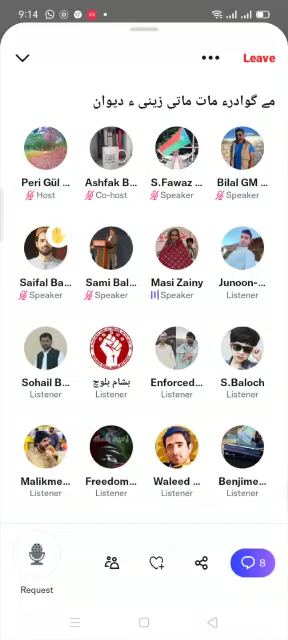 9:14
Leave
مے گوادرءِ مات ماتی زینی ءِ دیوان
Peri Gül ...
Ashfak B...
S.Fawaz ...
Bilal GM ...
Host
Co-host
Speaker
Speaker
Saifal Ba...
Sami Bal...
Masi Zainy
Junoon-...
Speaker
Speaker
Speaker
Listener
Sohail B...
بشام بلوچ
Enforced...
S.Baloch
Listener
Listener
Listener
Listener
Malikme...
Freedom...
Waleed ...
Benjime...
Listener
Listener
Listener
Listener
8
Request